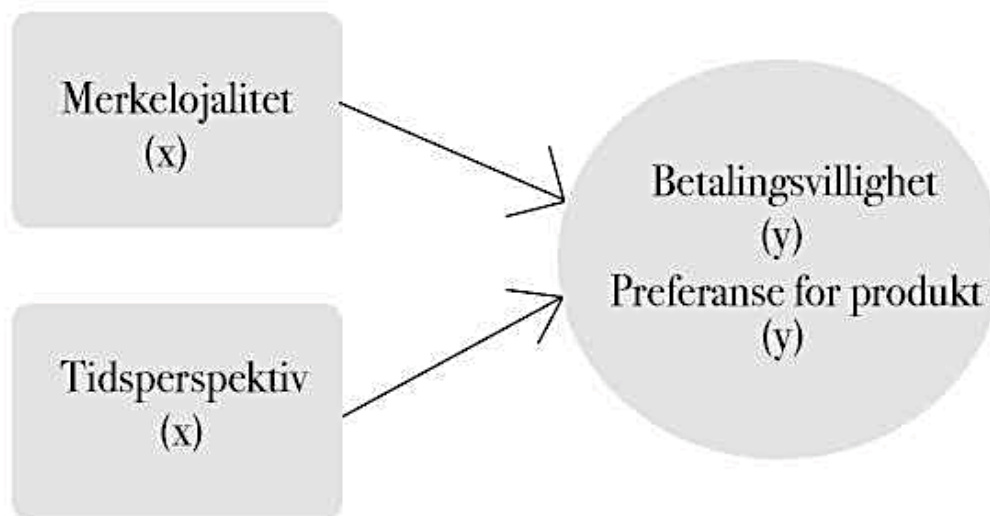 Merkelojalitet
(x)
Tidsperspektiv
(x)
Betalingsvillighet
(y)
Preferanse for produkt
(y)